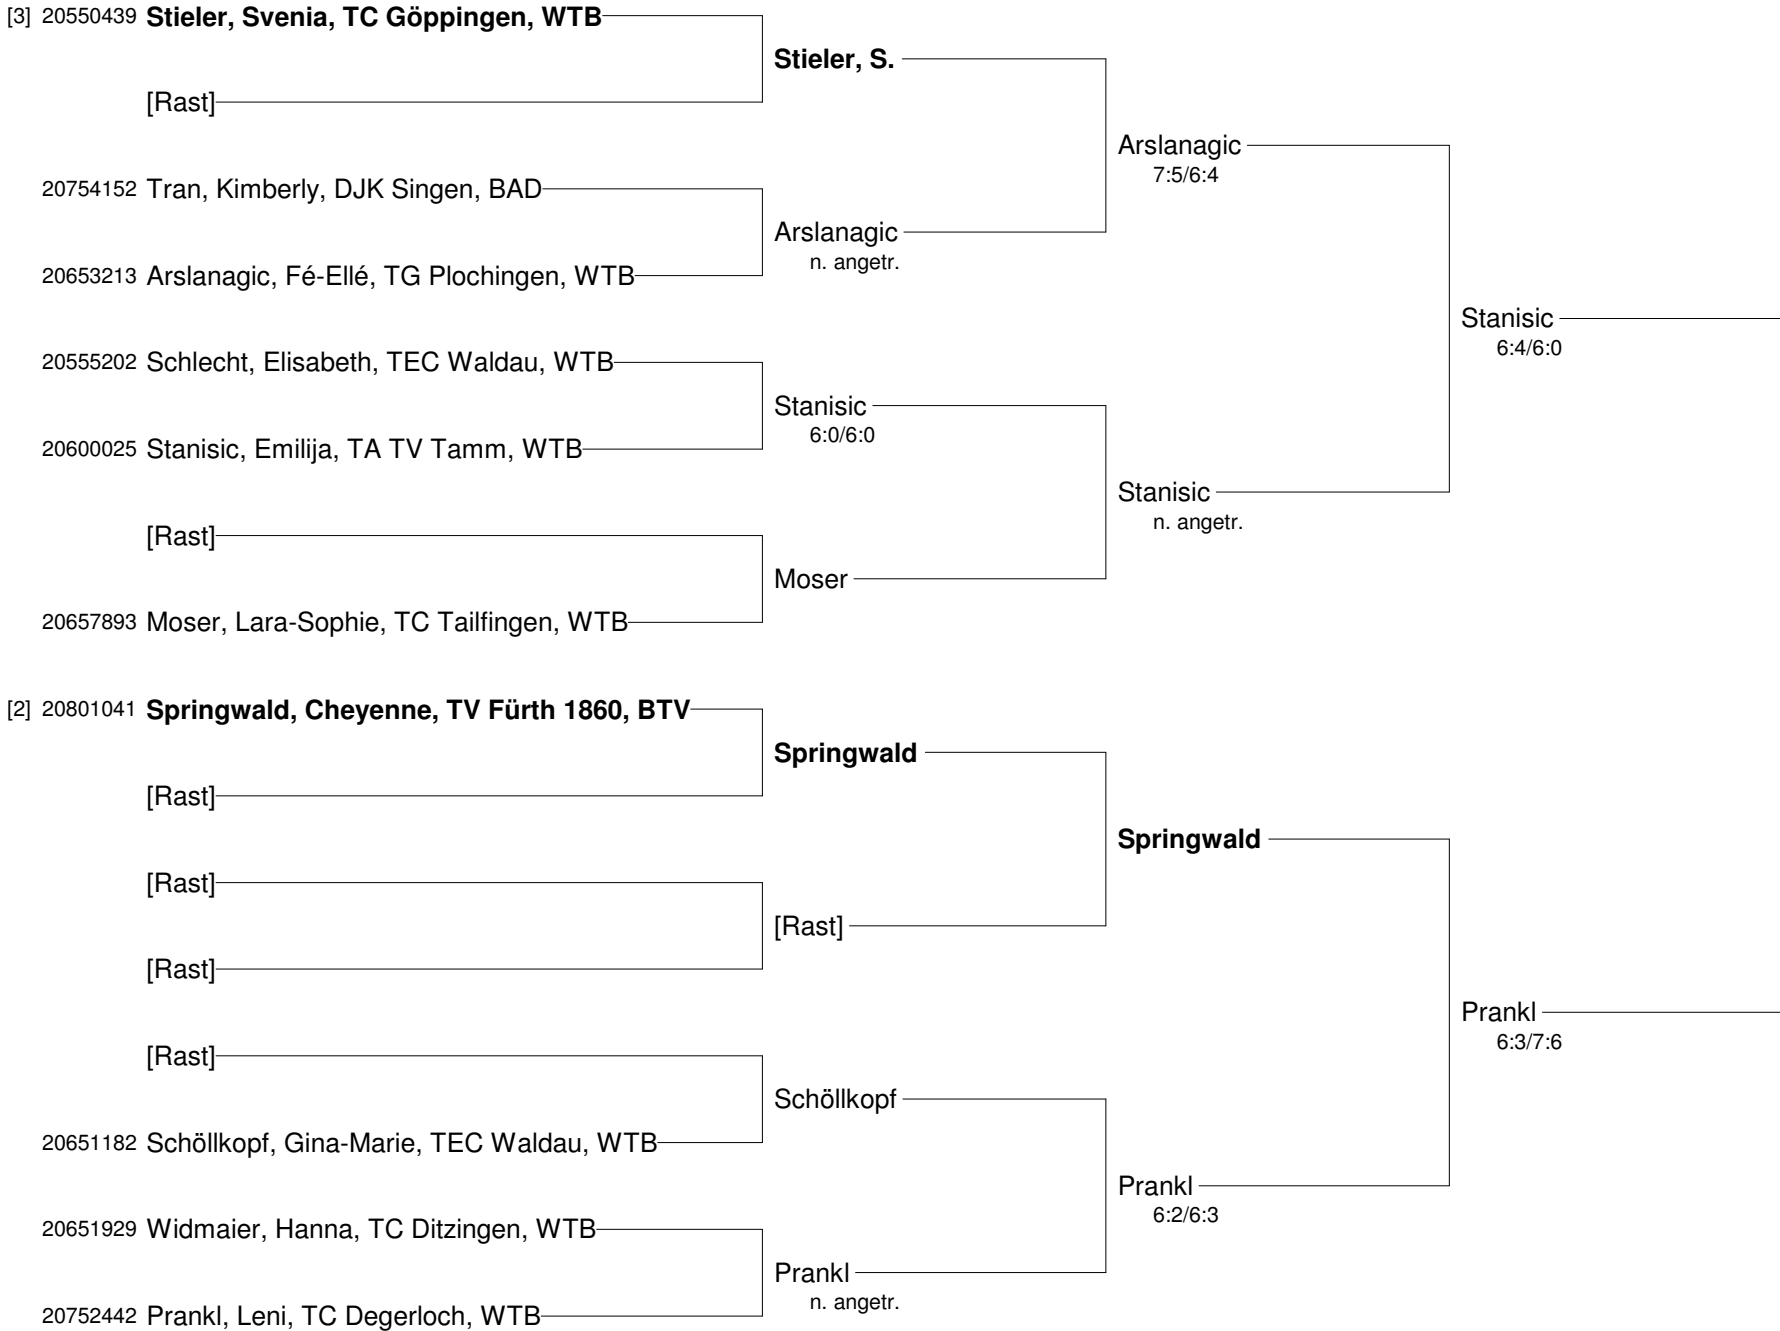 [3] 20550439 Stieler, Svenia, TC Göppingen, WTB
Stieler, S.
[Rast]
Arslanagic
7:5/6:4
20754152 Tran, Kimberly, DJK Singen, BAD
Arslanagic
n. angetr.
20653213 Arslanagic, Fé-Ellé, TG Plochingen, WTB
Stanisic
6:4/6:0
20555202 Schlecht, Elisabeth, TEC Waldau, WTB
Stanisic
6:0/6:0
20600025 Stanisic, Emilija, TA TV Tamm, WTB
Stanisic
n. angetr.
[Rast]
Moser
20657893 Moser, Lara-Sophie, TC Tailfingen, WTB
[2] 20801041 Springwald, Cheyenne, TV Fürth 1860, BTV
Springwald
[Rast]
Springwald
[Rast]
[Rast]
[Rast]
Prankl
6:3/7:6
[Rast]
Schöllkopf
20651182 Schöllkopf, Gina-Marie, TEC Waldau, WTB
Prankl
6:2/6:3
20651929 Widmaier, Hanna, TC Ditzingen, WTB
Prankl
n. angetr.
20752442 Prankl, Leni, TC Degerloch, WTB